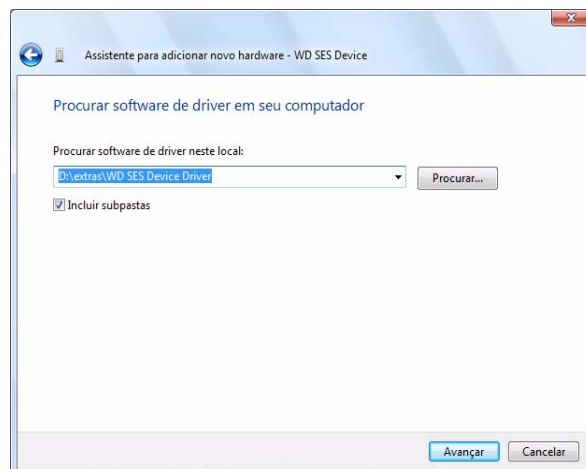 Assistente para adicionar novo hardware - WD SES Device
Procurar software de driver em seu computador
Procurar software de driver neste local:
D:\extras\WD SES Device Driver
Procurar...
Incluir subpastas
Avançar
Cancelar